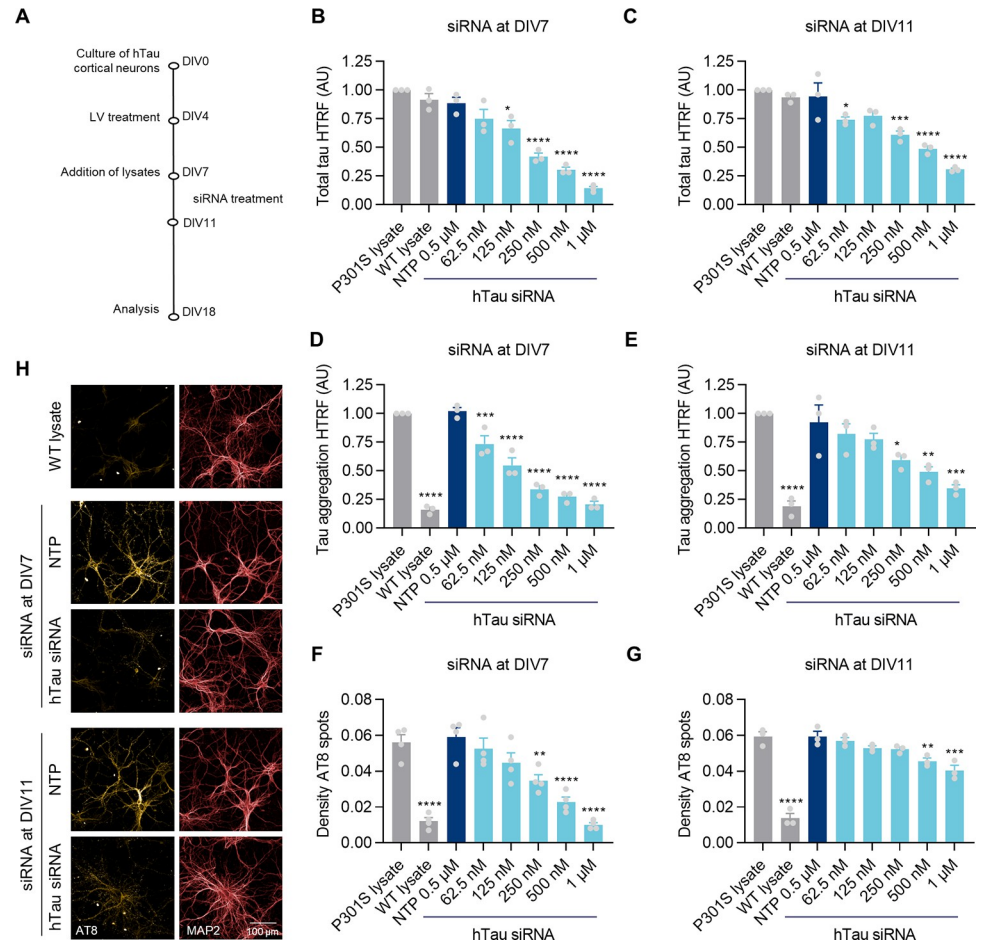 A
Culture of hTau
cortical neurons
DIV0
LV treatment
DIV4
Addition of lysates
DIV7
siRNA treatment
DIV11
Analysis
DIV18
B
siRNA at DIV7
Total tau HTRF (AU)
1.25
1.00
0.75
0.50
0.25
0.00
*
****
****
****
P301S lysate
WT lysate
NTP 0.5 µM
62.5 nM
125 nM
250 nM
500 nM
1 µM
hTau siRNA
C
siRNA at DIV11
Total tau HTRF (AU)
1.25
1.00
0.75
0.50
0.25
0.00
*
***
****
****
P301S lysate
WT lysate
NTP 0.5 µM
62.5 nM
125 nM
250 nM
500 nM
1 µM
hTau siRNA
D
siRNA at DIV7
Tau aggregation HTRF (AU)
1.25
1.00
0.75
0.50
0.25
0.00
****
***
****
****
****
****
P301S lysate
WT lysate
NTP 0.5 µM
62.5 nM
125 nM
250 nM
500 nM
1 µM
hTau siRNA
E
siRNA at DIV11
Tau aggregation HTRF (AU)
1.25
1.00
0.75
0.50
0.25
0.00
****
*
**
***
P301S lysate
WT lysate
NTP 0.5 µM
62.5 nM
125 nM
250 nM
500 nM
1 µM
hTau siRNA
H
WT lysate
siRNA at DIV7
NTP
hTau siRNA
siRNA at DIV11
NTP
hTau siRNA
AT8
MAP2
100 µm
F
siRNA at DIV7
Density AT8 spots
0.08
0.06
0.04
0.02
0.00
****
**
****
****
P301S lysate
WT lysate
NTP 0.5 µM
62.5 nM
125 nM
250 nM
500 nM
1 µM
hTau siRNA
G
siRNA at DIV11
Density AT8 spots
0.08
0.06
0.04
0.02
0.00
****
**
***
P301S lysate
WT lysate
NTP 0.5 µM
62.5 nM
125 nM
250 nM
500 nM
1 µM
hTau siRNA